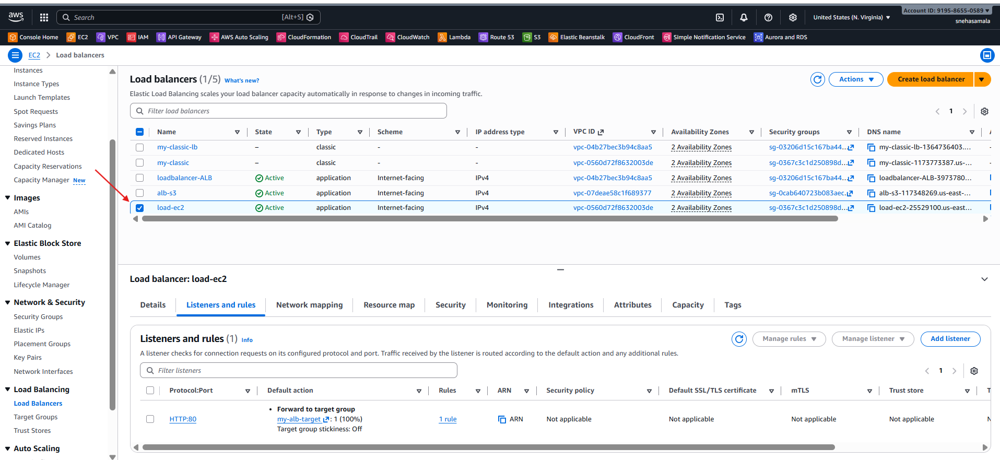 aws Search [Alt+S] United States (N. Virginia) ▼ Account ID: 9195-8655-0589 ▼
snehasamala
Console Home EC2 VPC IAM API Gateway AWS Auto Scaling CloudFormation CloudTrail CloudWatch Lambda Route 53 S3 Elastic Beanstalk CloudFront Simple Notification Service Aurora and RDS
EC2 > Load balancers
Instances
Instance Types
Launch Templates
Spot Requests
Savings Plans
Reserved Instances
Dedicated Hosts
Capacity Reservations
Capacity Manager New
Images
AMIs
AMI Catalog
Elastic Block Store
Volumes
Snapshots
Lifecycle Manager
Network & Security
Security Groups
Elastic IPs
Placement Groups
Key Pairs
Network Interfaces
Load Balancing
Load Balancers
Target Groups
Trust Stores
Auto Scaling
Load balancers (1/5) What's new? Actions Create load balancer
Elastic Load Balancing scales your load balancer capacity automatically in response to changes in incoming traffic.
Filter load balancers 1
Name State Type Scheme IP address type VPC ID Availability Zones Security groups DNS name
my-classic-lb – classic - - vpc-04b27bec3b94c8aa5 2 Availability Zones sg-03206d15c167ba44... my-classic-lb-1364736403.... -
my-classic – classic - - vpc-0560d72f8632003de 2 Availability Zones sg-0367c3c1d250898d... my-classic-1173773387.us-... -
loadbalancer-ALB Active application Internet-facing IPv4 vpc-04b27bec3b94c8aa5 2 Availability Zones sg-03206d15c167ba44... loadbalancer-ALB-3973780...
alb-s3 Active application Internet-facing IPv4 vpc-07deae58c1f689377 2 Availability Zones sg-0cab640723b083aec... alb-s3-117348269.us-east-...
load-ec2 Active application Internet-facing IPv4 vpc-0560d72f8632003de 2 Availability Zones sg-0367c3c1d250898d... load-ec2-25529100.us-east...
Load balancer: load-ec2
Details Listeners and rules Network mapping Resource map Security Monitoring Integrations Attributes Capacity Tags
Listeners and rules (1) Info Manage rules Manage listener Add listener
A listener checks for connection requests on its configured protocol and port. Traffic received by the listener is routed according to the default action and any additional rules.
Filter listeners 1
Protocol:Port Default action Rules ARN Security policy Default SSL/TLS certificate mTLS Trust store T
• Forward to target group
HTTP:80 my-alb-target : 1 (100%) 1 rule ARN Not applicable Not applicable Not applicable Not applicable N
Target group stickiness: Off